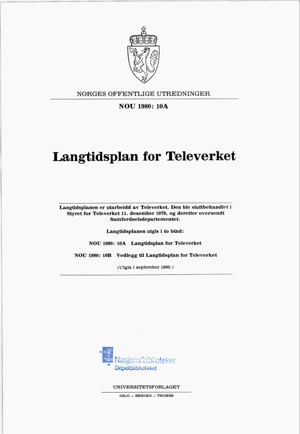 NORGES OFFENTLIGE UTREDNINGER
NOU 1980: 10A
Langtidsplan for Televerket
Langtidsplanen er utarbeidd av Televerket. Den ble sluttbehandlet i
Styret for Televerket 11. desember 1979, og deretter oversendt
Samferdselsdepartementet.
Langtidsplanen utgis i to bind:
NOU 1980: 10A Langtidsplan for Televerket
NOU 1980: 10B Vedlegg til Langtidsplan for Televerket
(Utgis i september 1980.)
Nasjonalbiblioteket
Depotbiblioteket
UNIVERSITETSFORLAGET
OSLO – BERGEN – TROMSØ